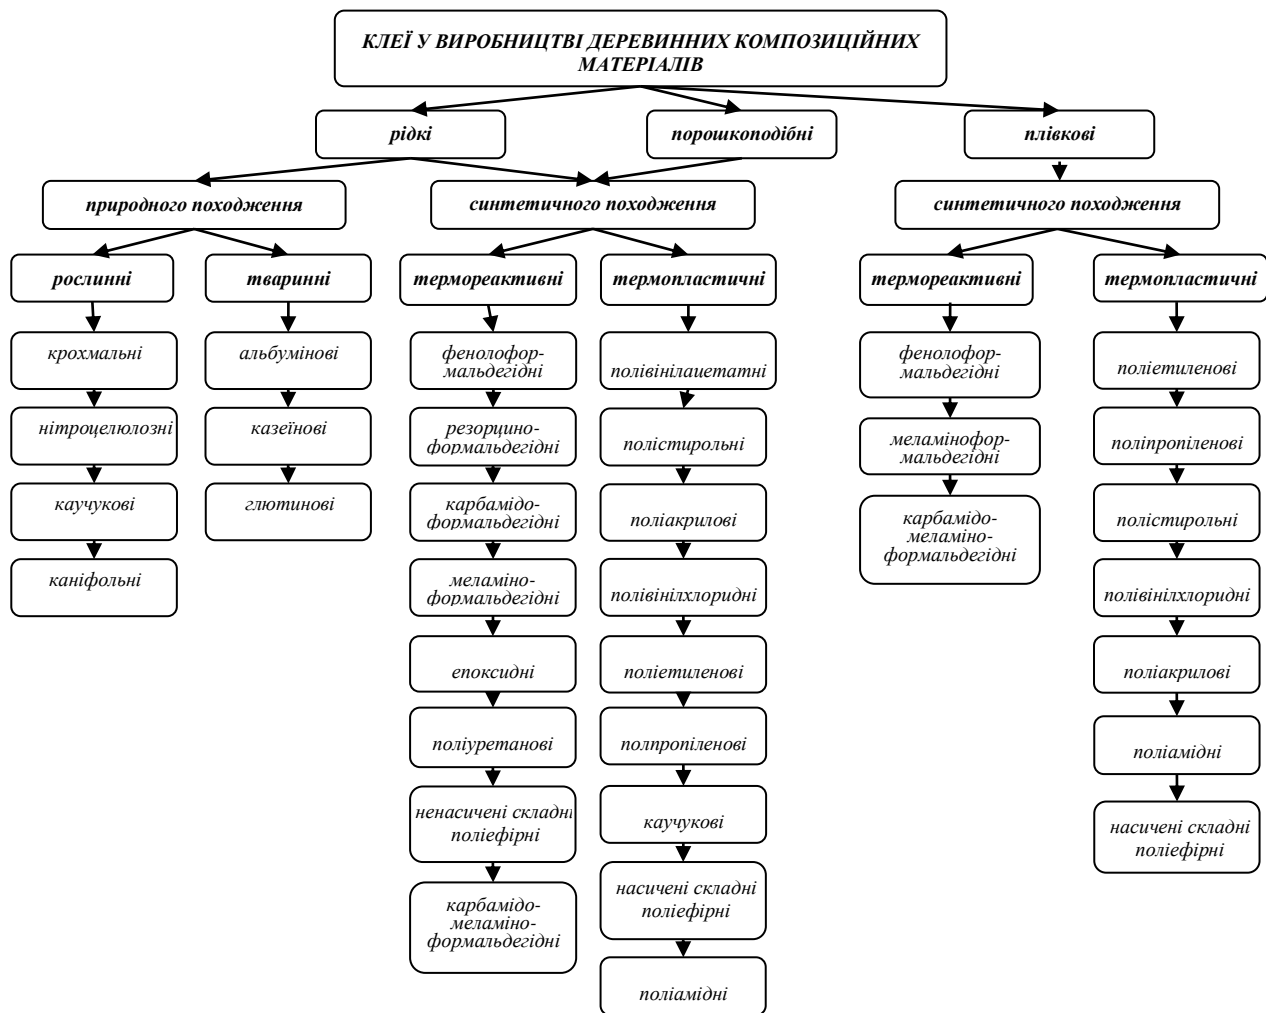 КЛЕЇ У ВИРОБНИЦТВІ ДЕРЕВИННИХ КОМПОЗИЦІЙНИХ
МАТЕРІАЛІВ
рідкі
порошкоподібні
плівкові
природного походження
синтетичного походження
синтетичного походження
рослинні
тваринні
термореактивні
термопластичні
термореактивні
термопластичні
крохмальні
нітроцелюлозні
каучукові
каніфольні
альбумінові
казеїнові
глютинові
фенолофор-
мальдегідні
резорцино-
формальдегідні
карбамідо-
формальдегідні
меламіно-
формальдегідні
епоксидні
поліуретанові
ненасичені складні
поліефірні
карбамідо-
меламіно-
формальдегідні
полівінілацетатні
полістирольні
поліакрилові
полівінілхлоридні
поліетиленові
полпропіленові
каучукові
насичені складні
поліефірні
поліамідні
фенолофор-
мальдегідні
меламінофор-
мальдегідні
карбамідо-
меламіно-
формальдегідні
поліетиленові
поліпропіленові
полістирольні
полівінілхлоридні
поліакрилові
поліамідні
насичені складні
поліефірні